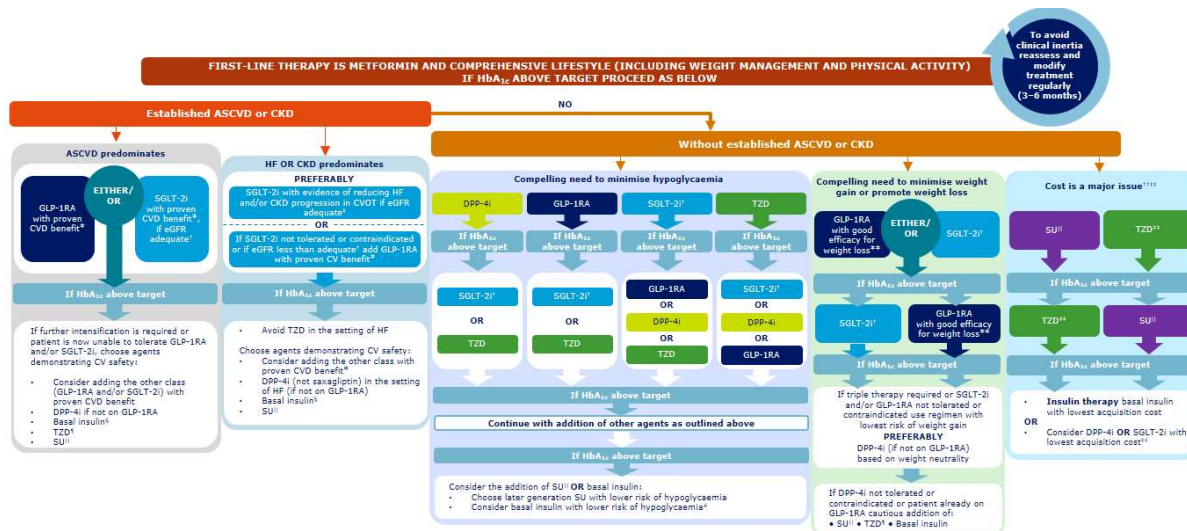 To avoid
clinical inertia
reassess and
modify
treatment
regularly
(3–6 months)
FIRST-LINE THERAPY IS METFORMIN AND COMPREHENSIVE LIFESTYLE (INCLUDING WEIGHT MANAGEMENT AND PHYSICAL ACTIVITY)
IF HbA1c ABOVE TARGET PROCEED AS BELOW
NO
Established ASCVD or CKD
Without established ASCVD or CKD
ASCVD predominates
GLP-1RA
with proven
CVD benefit*
EITHER/
OR
SGLT-2i
with proven
CVD benefit*,
if eGFR
adequate†
If HbA1c above target
If further intensification is required or
patient is now unable to tolerate GLP-1RA
and/or SGLT-2i, choose agents
demonstrating CV safety:
• Consider adding the other class
(GLP-1RA and/or SGLT-2i) with
proven CVD benefit
• DPP-4i if not on GLP-1RA
• Basal insulin§
• TZD¶
• SU||
HF OR CKD predominates
PREFERABLY
SGLT-2i with evidence of reducing HF
and/or CKD progression in CVOT if eGFR
adequate‡
OR
If SGLT-2i not tolerated or contraindicated
or if eGFR less than adequate† add GLP-1RA
with proven CV benefit*
If HbA1c above target
• Avoid TZD in the setting of HF
Choose agents demonstrating CV safety:
• Consider adding the other class with
proven CVD benefit*
• DPP-4i (not saxagliptin) in the setting
of HF (if not on GLP-1RA)
• Basal insulin§
• SU||
Compelling need to minimise hypoglycaemia
DPP-4i
GLP-1RA
SGLT-2i†
TZD
If HbA1c
above target
If HbA1c
above target
If HbA1c
above target
If HbA1c
above target
SGLT-2i†
OR
TZD
SGLT-2i†
OR
TZD
GLP-1RA
OR
DPP-4i
OR
TZD
SGLT-2i†
OR
DPP-4i
OR
GLP-1RA
If HbA1c above target
Continue with addition of other agents as outlined above
If HbA1c above target
Consider the addition of SU|| OR basal insulin:
• Choose later generation SU with lower risk of hypoglycaemia
• Consider basal insulin with lower risk of hypoglycaemia#
Compelling need to minimise weight
gain or promote weight loss
GLP-1RA
with good
efficacy for
weight loss**
EITHER/
OR
SGLT-2i†
If HbA1c above target
SGLT-2i†
GLP-1RA
with good efficacy
for weight loss**
If HbA1c above target
If triple therapy required or SGLT-2i
and/or GLP-1RA not tolerated or
contraindicated use regimen with
lowest risk of weight gain
PREFERABLY
DPP-4i (if not on GLP-1RA)
based on weight neutrality
If DPP-4i not tolerated or
contraindicated or patient already on
GLP-1RA cautious addition of:
• SU|| • TZD¶ • Basal insulin
Cost is a major issue††‡‡
SU||
TZD‡‡
If HbA1c above target
TZD‡‡
SU||
If HbA1c above target
• Insulin therapy basal insulin
with lowest acquisition cost
OR
• Consider DPP-4i OR SGLT-2i with
lowest acquisition cost‡‡